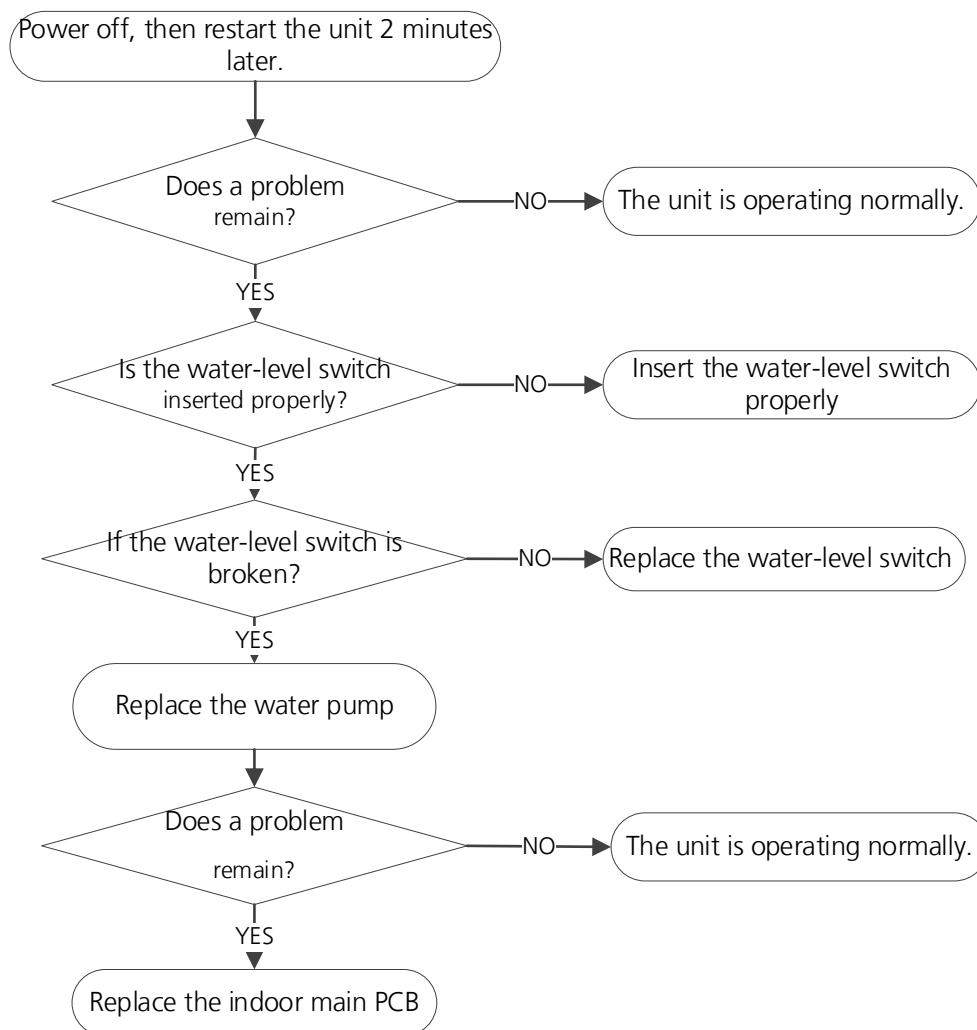 Power off, then restart the unit 2 minutes
later.
Does a problem
remain?
NO
The unit is operating normally.
YES
Is the water-level switch
inserted properly?
NO
Insert the water-level switch
properly
YES
If the water-level switch is
broken?
NO
Replace the water-level switch
YES
Replace the water pump
Does a problem
remain?
NO
The unit is operating normally.
YES
Replace the indoor main PCB